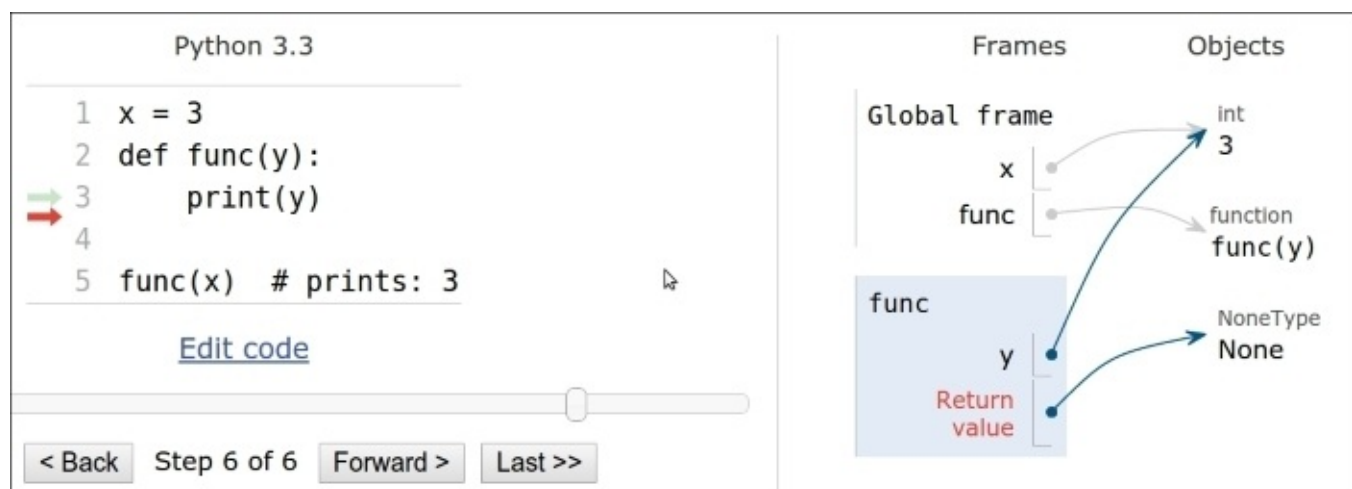 Python 3.3
1 x = 3
2 def func(y):
3     print(y)
4
5 func(x)  # prints: 3
Edit code
< Back Step 6 of 6 Forward > Last >>
Frames Objects
Global frame
x
func
int
3
function
func(y)
func
y
Return
value
NoneType
None